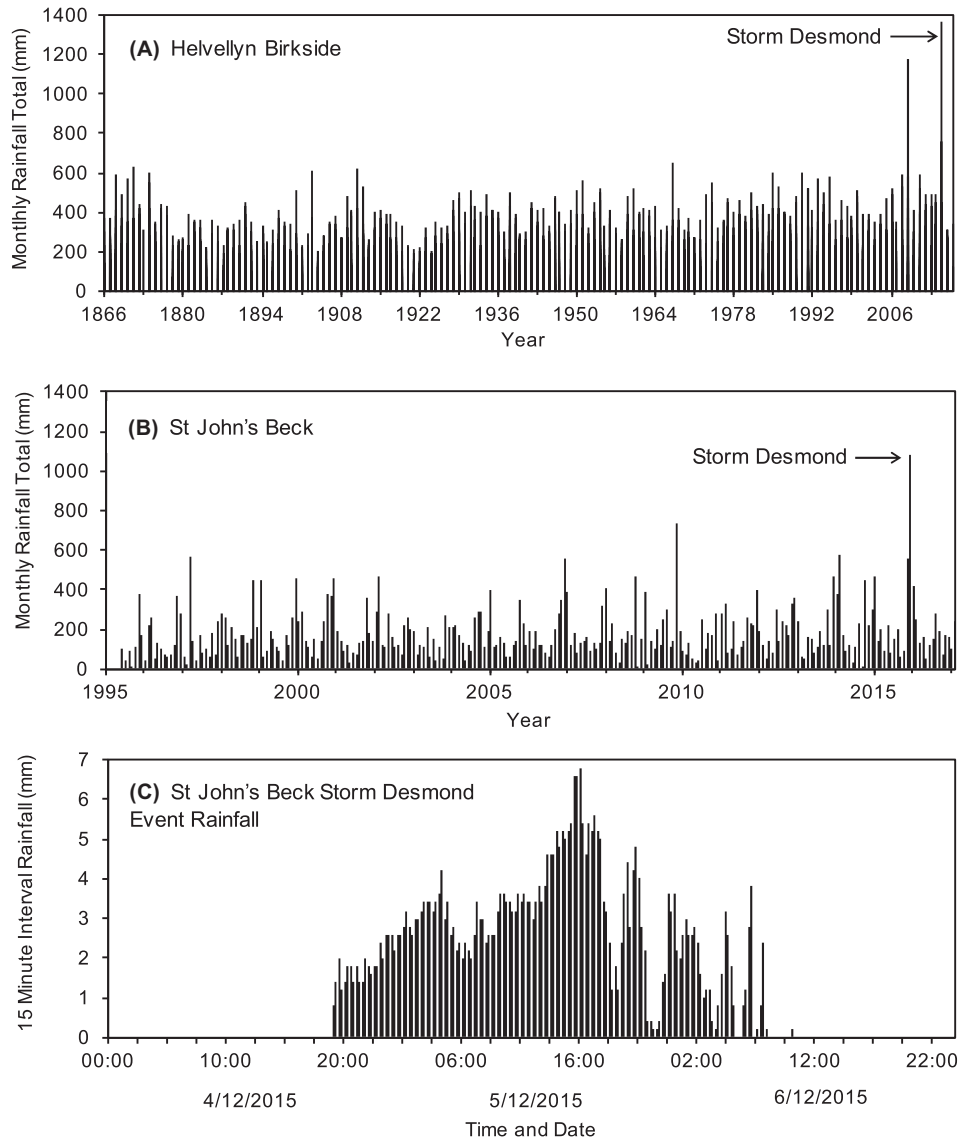 (A) Helvellyn Birkside
Storm Desmond
Monthly Rainfall Total (mm)
1400
1200
1000
800
600
400
200
0
1866 1880 1894 1908 1922 1936 1950 1964 1978 1992 2006
Year
(B) St John's Beck
Storm Desmond
Monthly Rainfall Total (mm)
1400
1200
1000
800
600
400
200
0
1995 2000 2005 2010 2015
Year
(C) St John's Beck Storm Desmond
Event Rainfall
15 Minute Interval Rainfall (mm)
7
6
5
4
3
2
1
0
00:00 10:00 20:00 06:00 16:00 02:00 12:00 22:00
4/12/2015 5/12/2015 6/12/2015
Time and Date